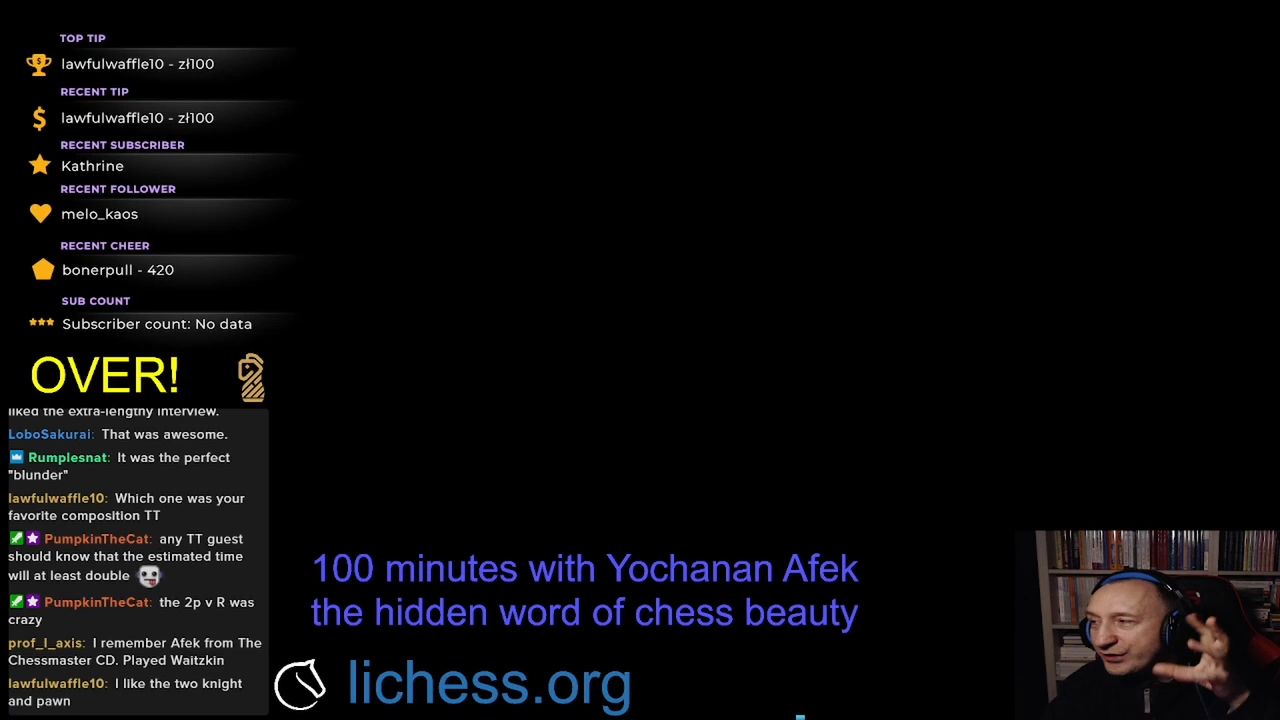 TOP TIP
lawfulwaffle10 - zł100
RECENT TIP
lawfulwaffle10 - zł100
RECENT SUBSCRIBER
Kathrine
RECENT FOLLOWER
melo_kaos
RECENT CHEER
bonerpull - 420
SUB COUNT
Subscriber count: No data
OVER!
liked the extra-lengthy interview.
LoboSakurai: That was awesome.
Rumplesnat: It was the perfect
"blunder"
lawfulwaffle10: Which one was your
favorite composition TT
PumpkinTheCat: any TT guest
should know that the estimated time
will at least double
PumpkinTheCat: the 2p v R was
crazy
prof_l_axis: I remember Afek from The
Chessmaster CD. Played Waitzkin
lawfulwaffle10: I like the two knight
and pawn
100 minutes with Yochanan Afek
the hidden word of chess beauty
lichess.org